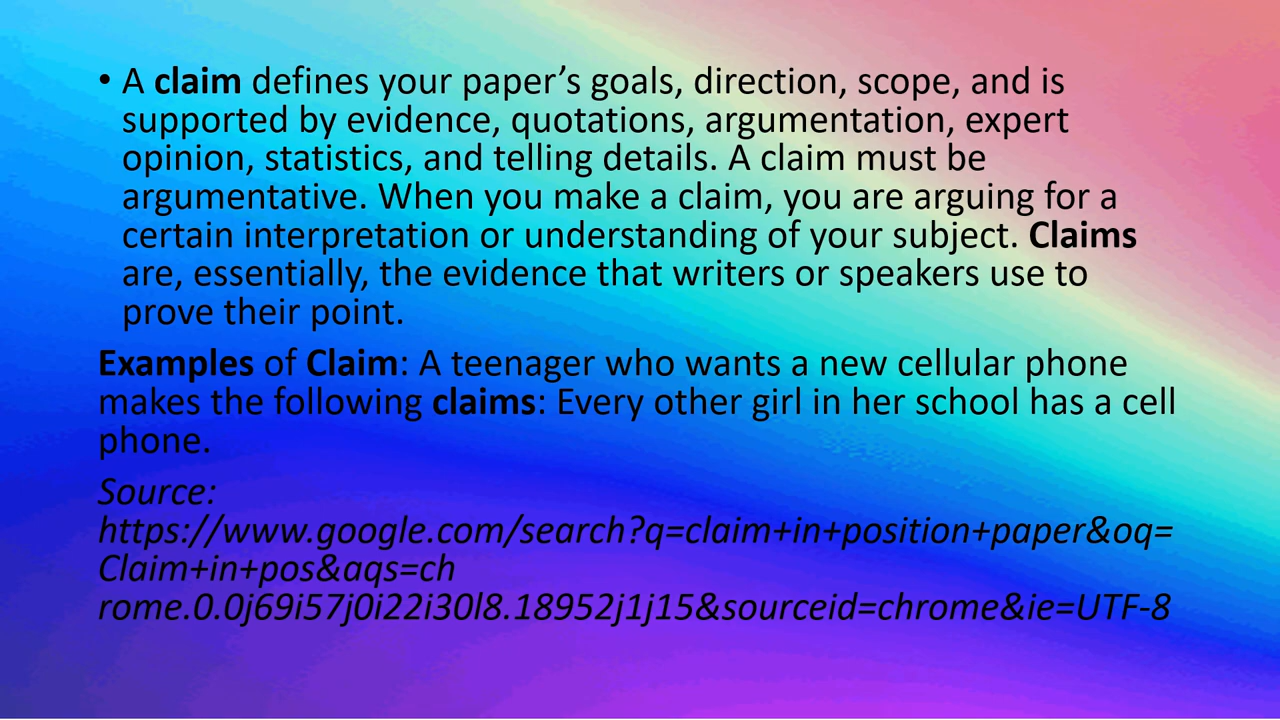 • A claim defines your paper’s goals, direction, scope, and is
supported by evidence, quotations, argumentation, expert
opinion, statistics, and telling details. A claim must be
argumentative. When you make a claim, you are arguing for a
certain interpretation or understanding of your subject. Claims
are, essentially, the evidence that writers or speakers use to
prove their point.
Examples of Claim: A teenager who wants a new cellular phone
makes the following claims: Every other girl in her school has a cell
phone.
Source:
https://www.google.com/search?q=claim+in+position+paper&oq=
Claim+in+pos&aqs=ch
rome.0.0j69i57j0i22i30l8.18952j1j15&sourceid=chrome&ie=UTF-8